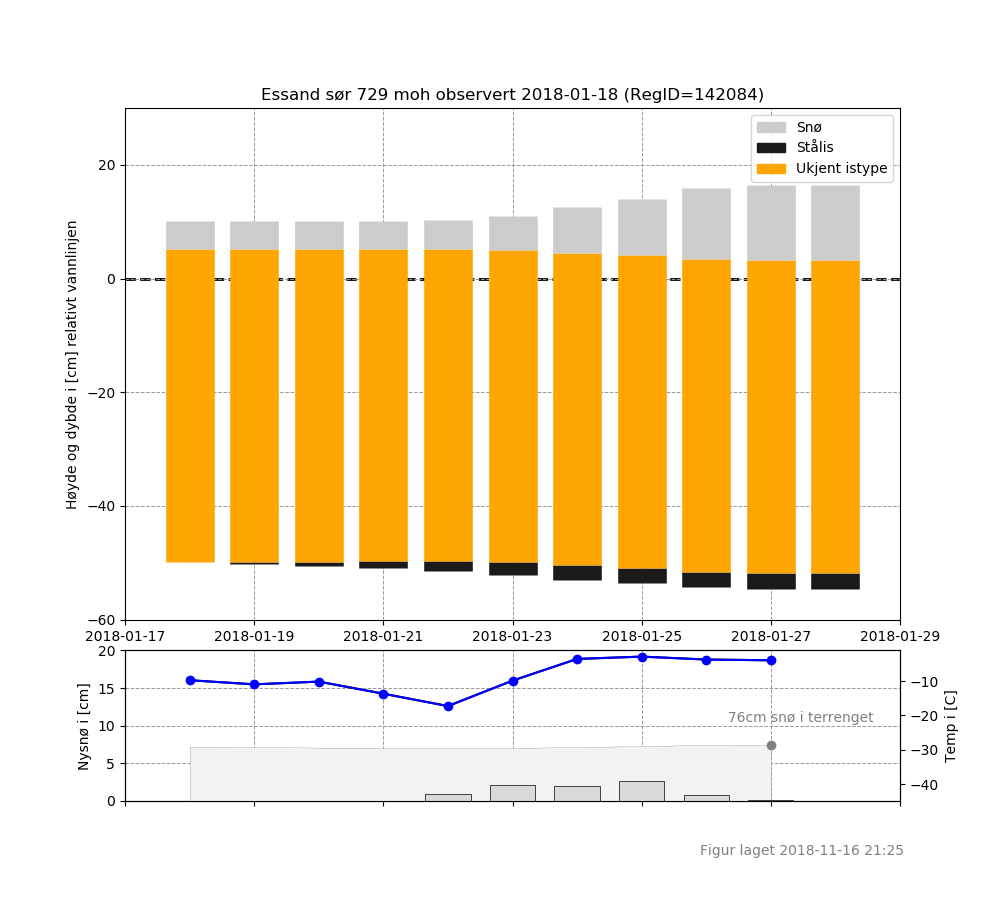 Essand sør 729 moh observert 2018-01-18 (RegID=142084)
Snø
Stålis
Ukjent istype
Høyde og dybde i [cm] relativt vannlinjen
20
0
−20
−40
−60
2018-01-17
2018-01-19
2018-01-21
2018-01-23
2018-01-25
2018-01-27
2018-01-29
Nysnø i [cm]
20
15
10
5
0
76cm snø i terrenget
−10
−20
−30
−40
Temp i [C]
Figur laget 2018-11-16 21:25